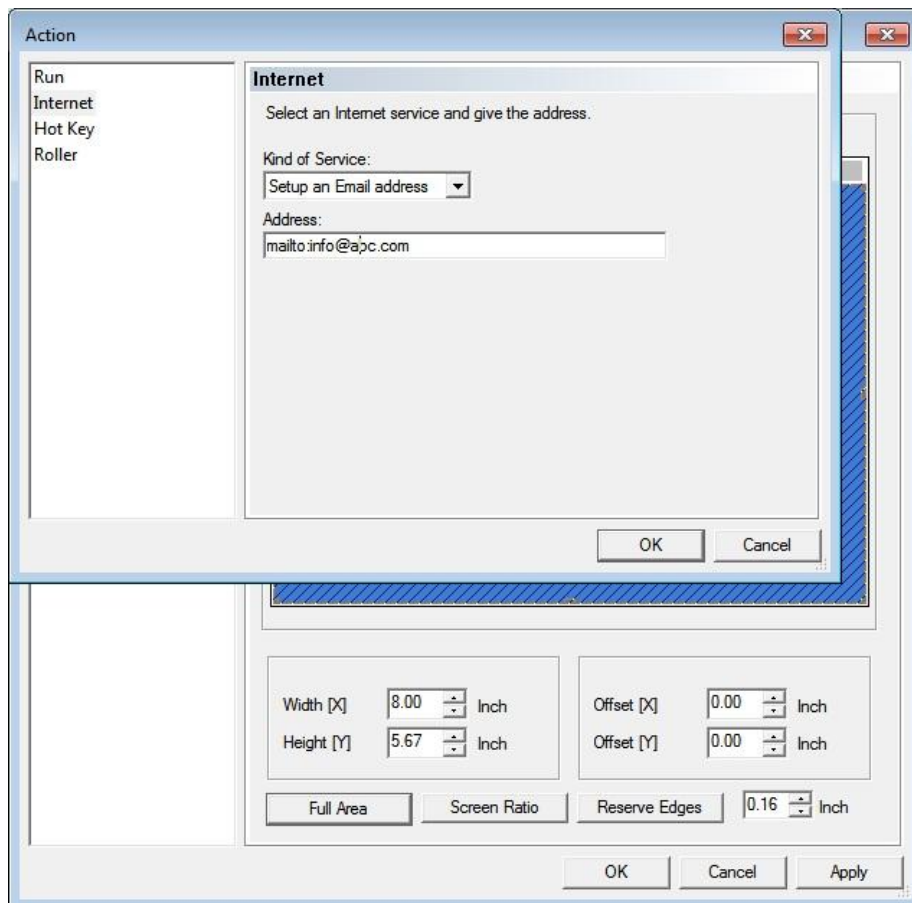 Action
Run
Internet
Hot Key
Roller
Internet
Select an Internet service and give the address.
Kind of Service:
Setup an Email address
Address:
mailto:info@abc.com
OK Cancel
Width [X] 8.00 Inch
Height [Y] 5.67 Inch
Offset [X] 0.00 Inch
Offset [Y] 0.00 Inch
Full Area Screen Ratio Reserve Edges 0.16 Inch
OK Cancel Apply